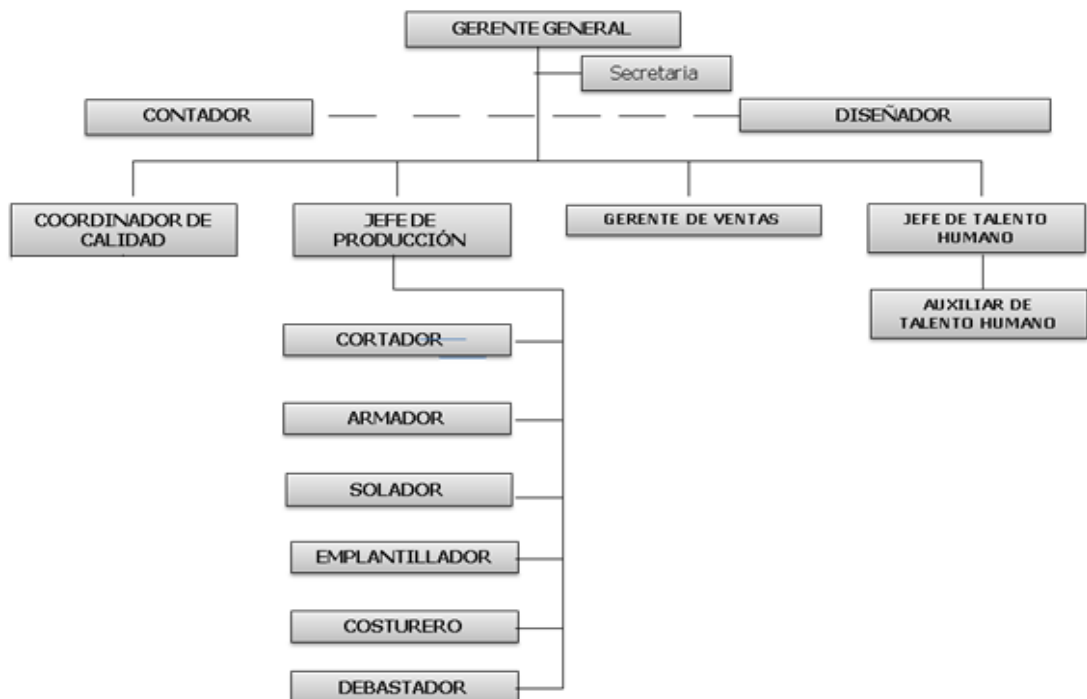 GERENTE GENERAL
Secretaria
CONTADOR
DISEÑADOR
COORDINADOR DE
CALIDAD
JEFE DE
PRODUCCIÓN
GERENTE DE VENTAS
JEFE DE TALENTO
HUMANO
AUXILIAR DE
TALENTO HUMANO
CORTADOR
ARMADOR
SOLADOR
EMPLANTILLADOR
COSTURERO
DEBASTADOR